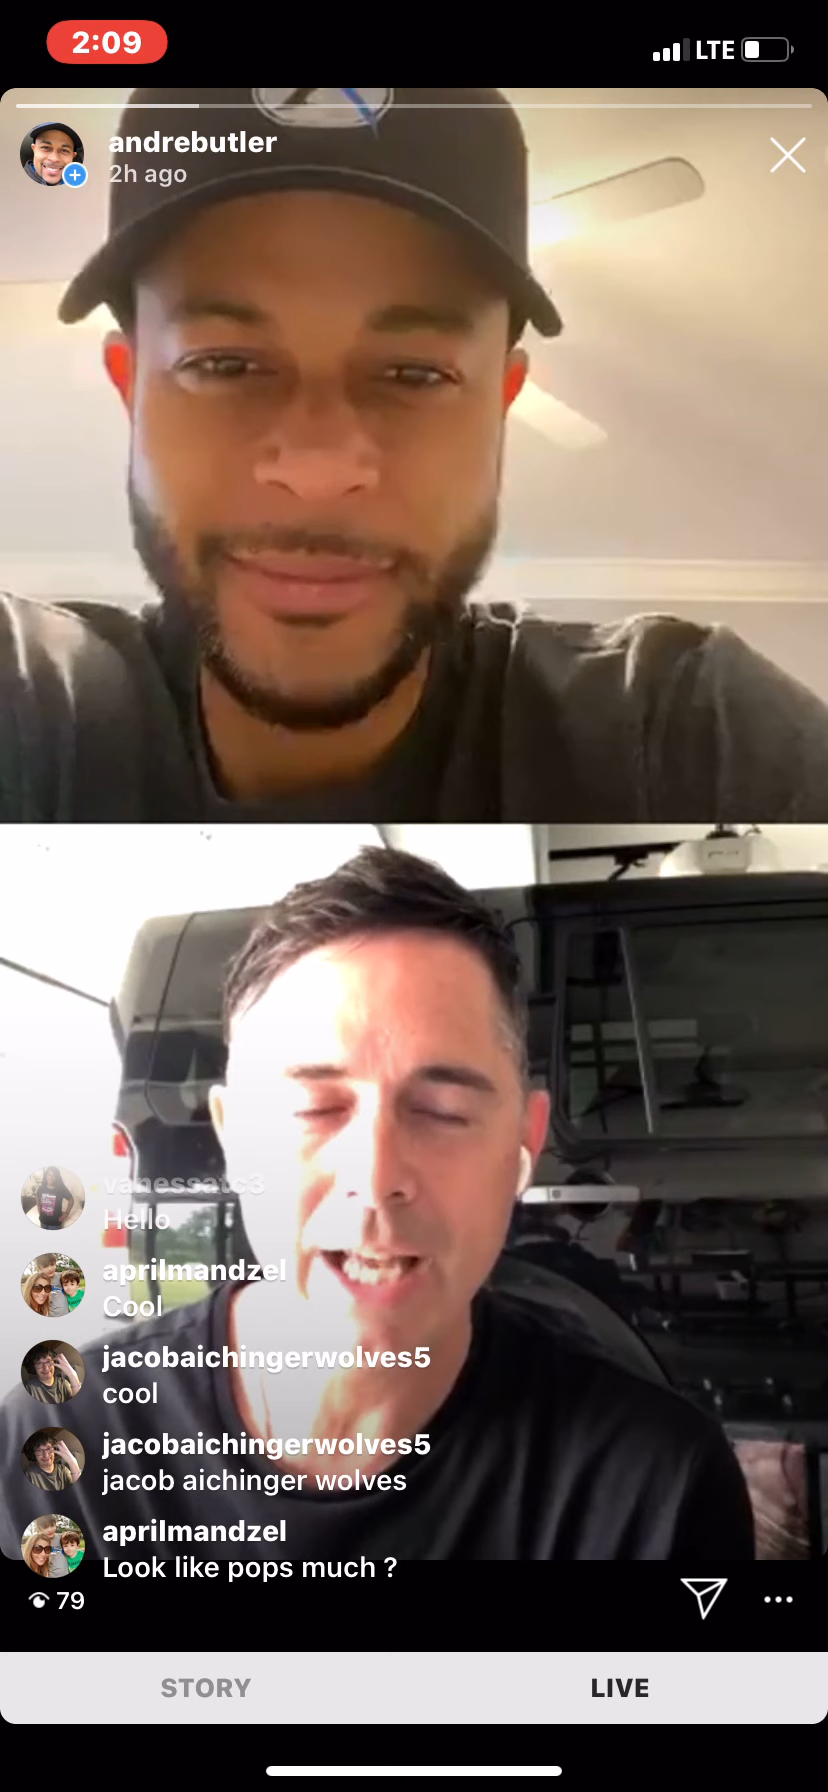 2:09
LTE
andrebutler
2h ago
vanessatc3
Hello
aprilmandzel
Cool
jacobaichingerwolves5
cool
jacobaichingerwolves5
jacob aichinger wolves
aprilmandzel
Look like pops much ?
79
STORY
LIVE